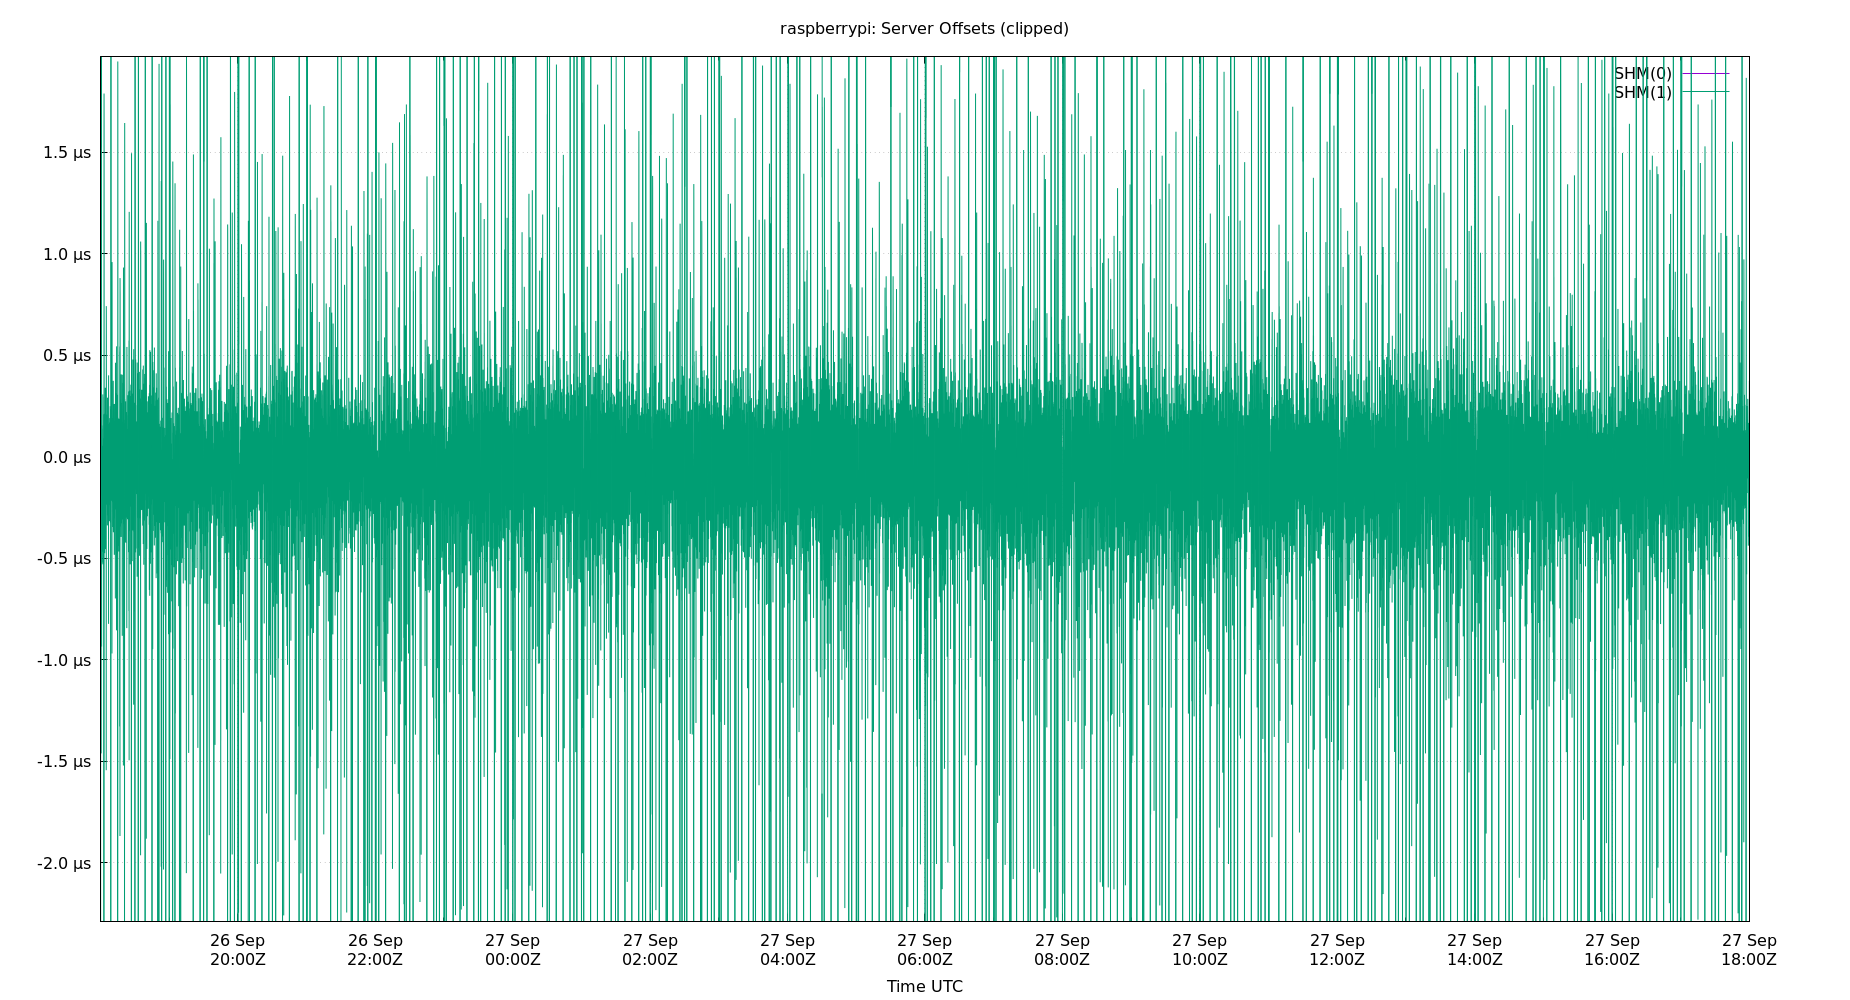 raspberrypi: Server Offsets (clipped)
SHM(0)
SHM(1)
1.5 µs
1.0 µs
0.5 µs
0.0 µs
-0.5 µs
-1.0 µs
-1.5 µs
-2.0 µs
26 Sep 26 Sep 27 Sep 27 Sep 27 Sep 27 Sep 27 Sep 27 Sep 27 Sep 27 Sep 27 Sep 27 Sep
20:00Z 22:00Z 00:00Z 02:00Z 04:00Z 06:00Z 08:00Z 10:00Z 12:00Z 14:00Z 16:00Z 18:00Z
Time UTC